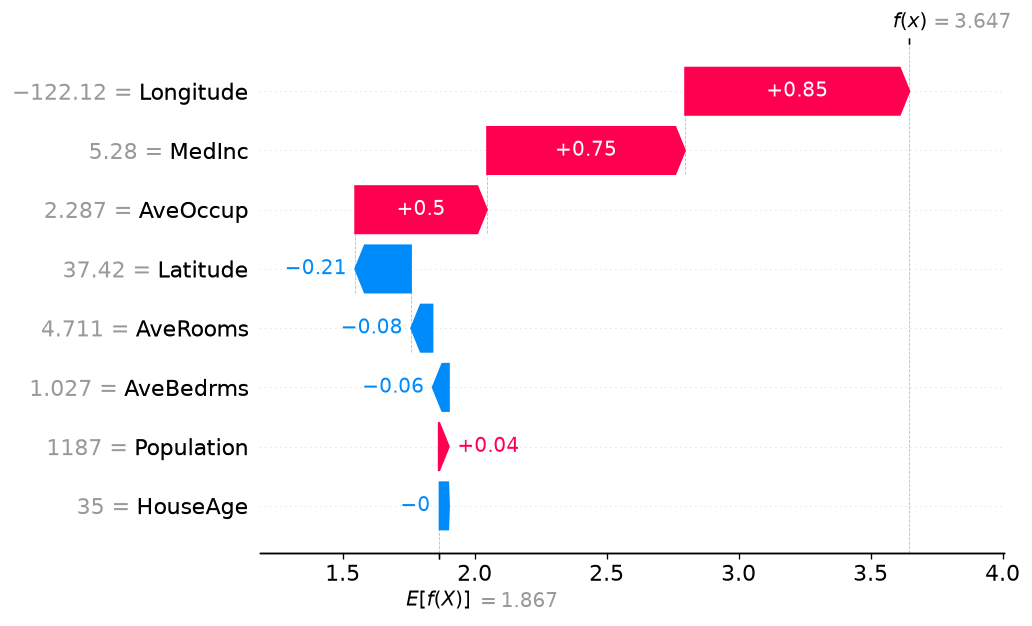 f(x) = 3.647
−122.12 = Longitude
+0.85
5.28 = MedInc
+0.75
2.287 = AveOccup
+0.5
37.42 = Latitude
−0.21
4.711 = AveRooms
−0.08
1.027 = AveBedrms
−0.06
1187 = Population
+0.04
35 = HouseAge
−0
1.5 2.0 2.5 3.0 3.5 4.0
E[f(X)] = 1.867